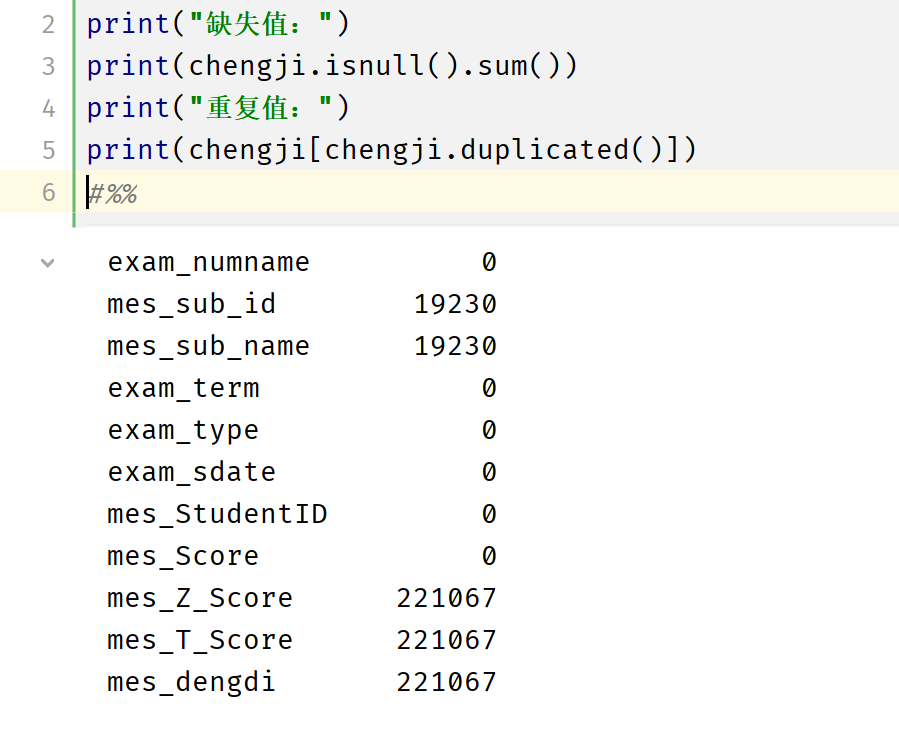 2 print("缺失值：")
3 print(chengji.isnull().sum())
4 print("重复值：")
5 print(chengji[chengji.duplicated()])
6 #%%
exam_numname 0
mes_sub_id 19230
mes_sub_name 19230
exam_term 0
exam_type 0
exam_sdate 0
mes_StudentID 0
mes_Score 0
mes_Z_Score 221067
mes_T_Score 221067
mes_dengdi 221067